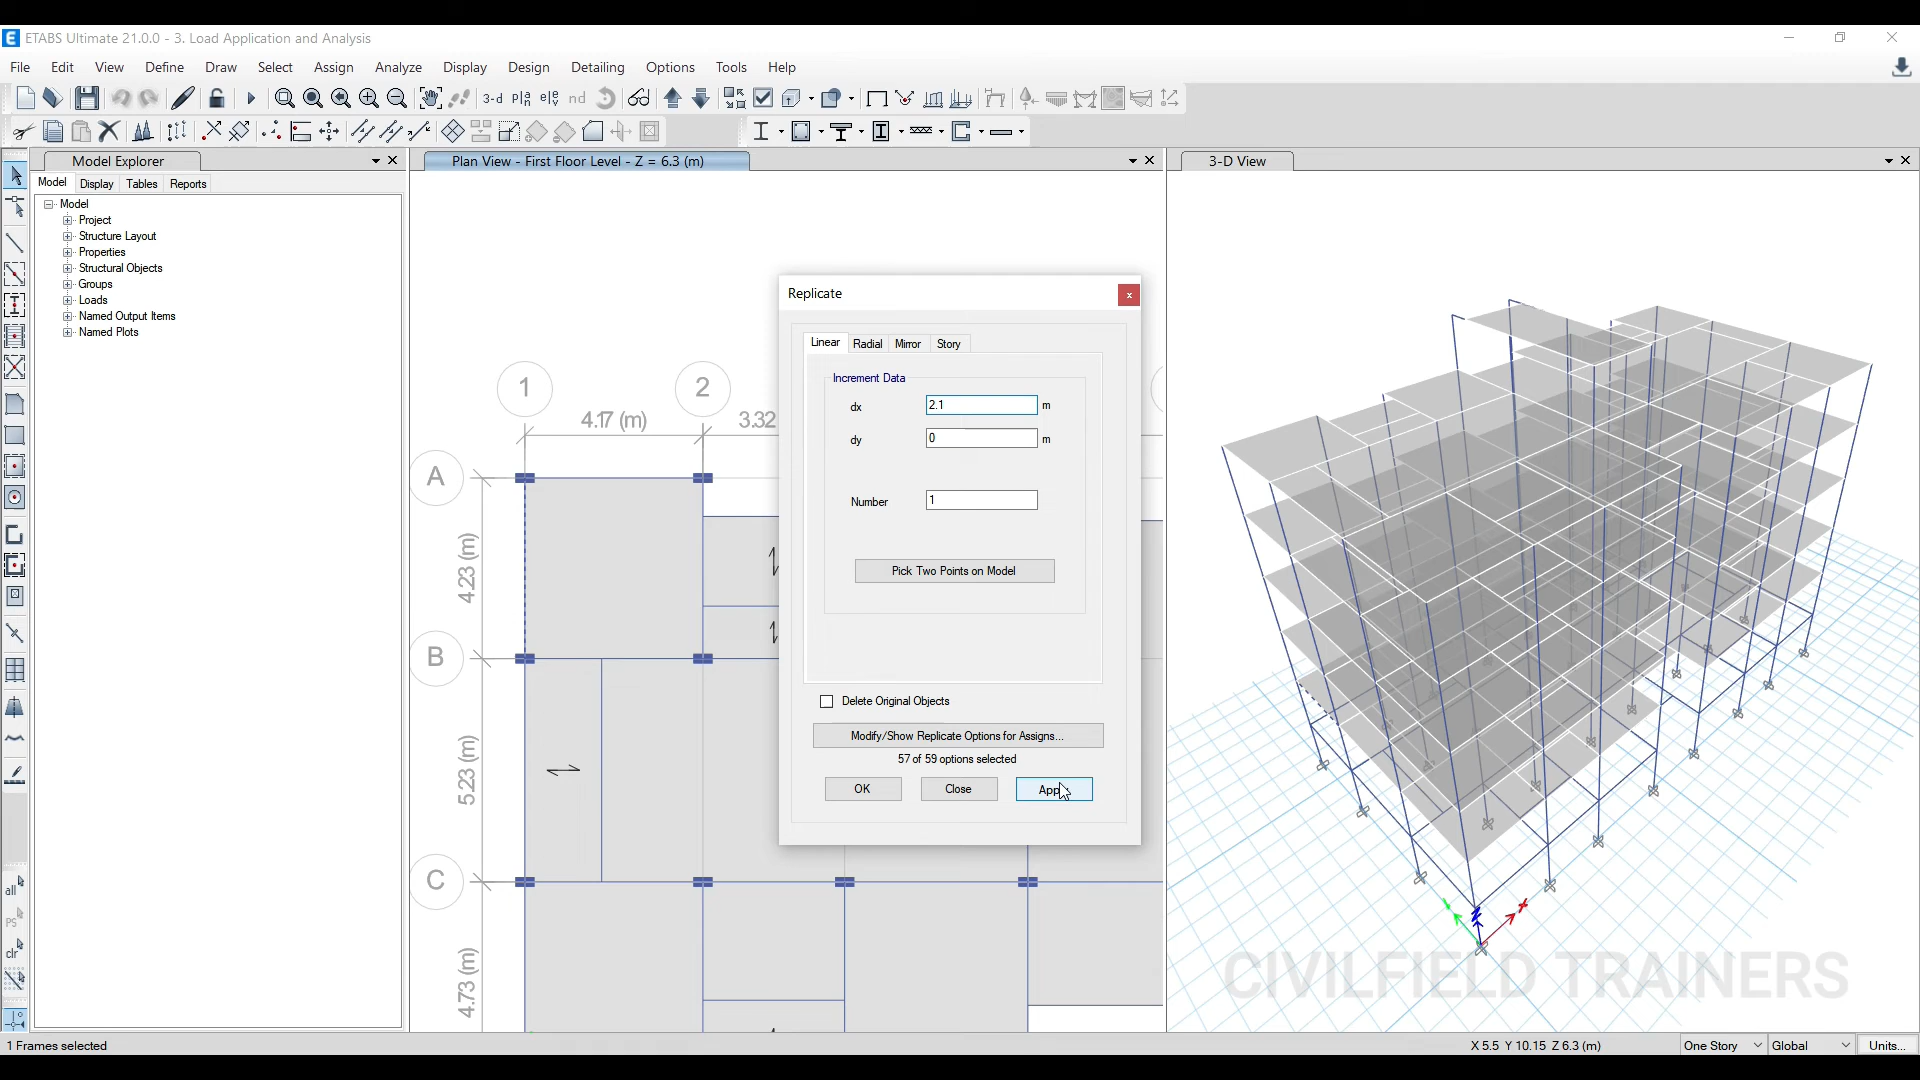 ETABS Ultimate 21.0.0 - 3. Load Application and Analysis
File Edit View Define Draw Select Assign Analyze Display Design Detailing Options Tools Help
3-d nd
Model Explorer
Plan View - First Floor Level - Z = 6.3 (m)
3-D View
Model Display Tables Reports
Model
Project
Structure Layout
Properties
Structural Objects
Groups
Loads
Named Output Items
Named Plots
Replicate
Linear Radial Mirror Story
Increment Data
dx 2.1 m
dy 0 m
Number 1
Pick Two Points on Model
Delete Original Objects
Modify/Show Replicate Options for Assigns...
57 of 59 options selected
OK Close
1 2
4.17 (m) 3.32
A
4.23 (m)
B
5.23 (m)
C
4.73 (m)
all
PS
clr
CIVILFIELD TRAINERS
1 Frames selected
X 5.5 Y 10.15 Z 6.3 (m)
One Story Global Units...